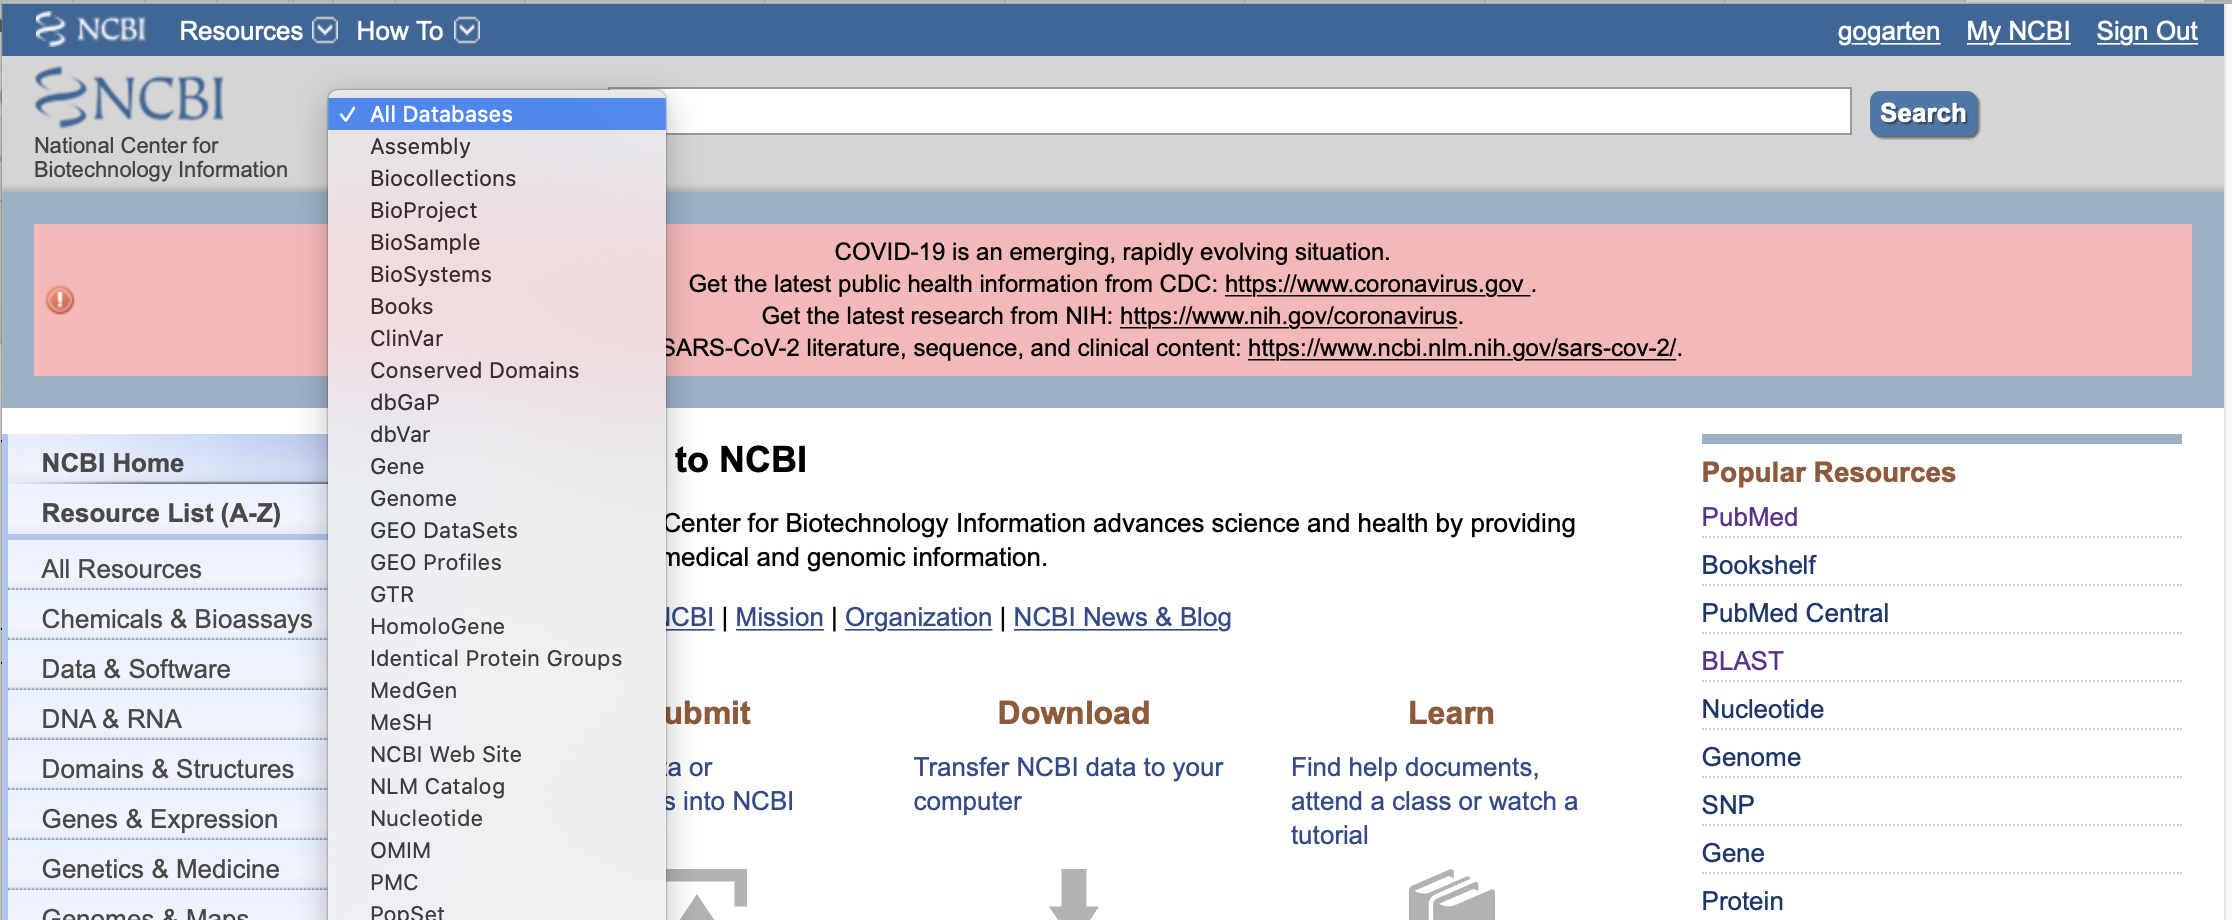 NCBI Resources How To gogarten My NCBI Sign Out
NCBI
National Center for
Biotechnology Information
Search
✓ All Databases
Assembly
Biocollections
BioProject
BioSample
BioSystems
Books
ClinVar
Conserved Domains
dbGaP
dbVar
Gene
Genome
GEO DataSets
GEO Profiles
GTR
HomoloGene
Identical Protein Groups
MedGen
MeSH
NCBI Web Site
NLM Catalog
Nucleotide
OMIM
PMC
PopSet
COVID-19 is an emerging, rapidly evolving situation.
Get the latest public health information from CDC: https://www.coronavirus.gov .
Get the latest research from NIH: https://www.nih.gov/coronavirus.
SARS-CoV-2 literature, sequence, and clinical content: https://www.ncbi.nlm.nih.gov/sars-cov-2/.
NCBI Home
Resource List (A-Z)
All Resources
Chemicals & Bioassays
Data & Software
DNA & RNA
Domains & Structures
Genes & Expression
Genetics & Medicine
Genomes & Maps
to NCBI
Center for Biotechnology Information advances science and health by providing
medical and genomic information.
NCBI | Mission | Organization | NCBI News & Blog
ubmit
ta or
s into NCBI
Download
Transfer NCBI data to your
computer
Learn
Find help documents,
attend a class or watch a
tutorial
Popular Resources
PubMed
Bookshelf
PubMed Central
BLAST
Nucleotide
Genome
SNP
Gene
Protein